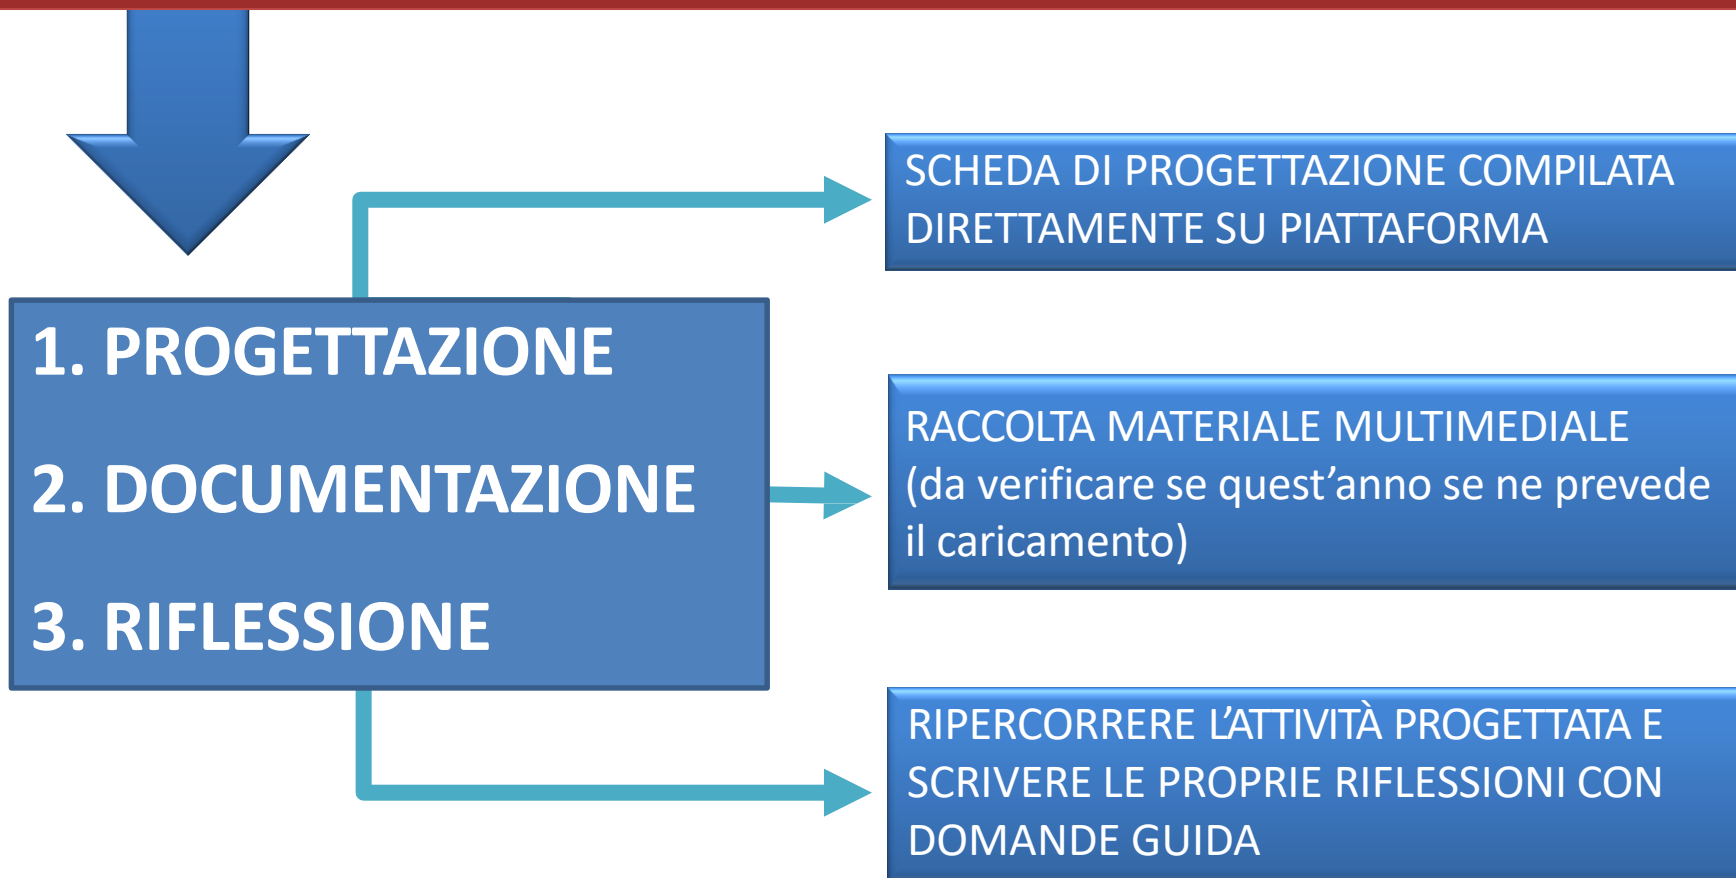 SCHEDA DI PROGETTAZIONE COMPILATA
DIRETTAMENTE SU PIATTAFORMA
1. PROGETTAZIONE
2. DOCUMENTAZIONE
3. RIFLESSIONE
RACCOLTA MATERIALE MULTIMEDIALE
(da verificare se quest’anno se ne prevede
il caricamento)
RIPERCORRERE L’ATTIVITÀ PROGETTATA E
SCRIVERE LE PROPRIE RIFLESSIONI CON
DOMANDE GUIDA